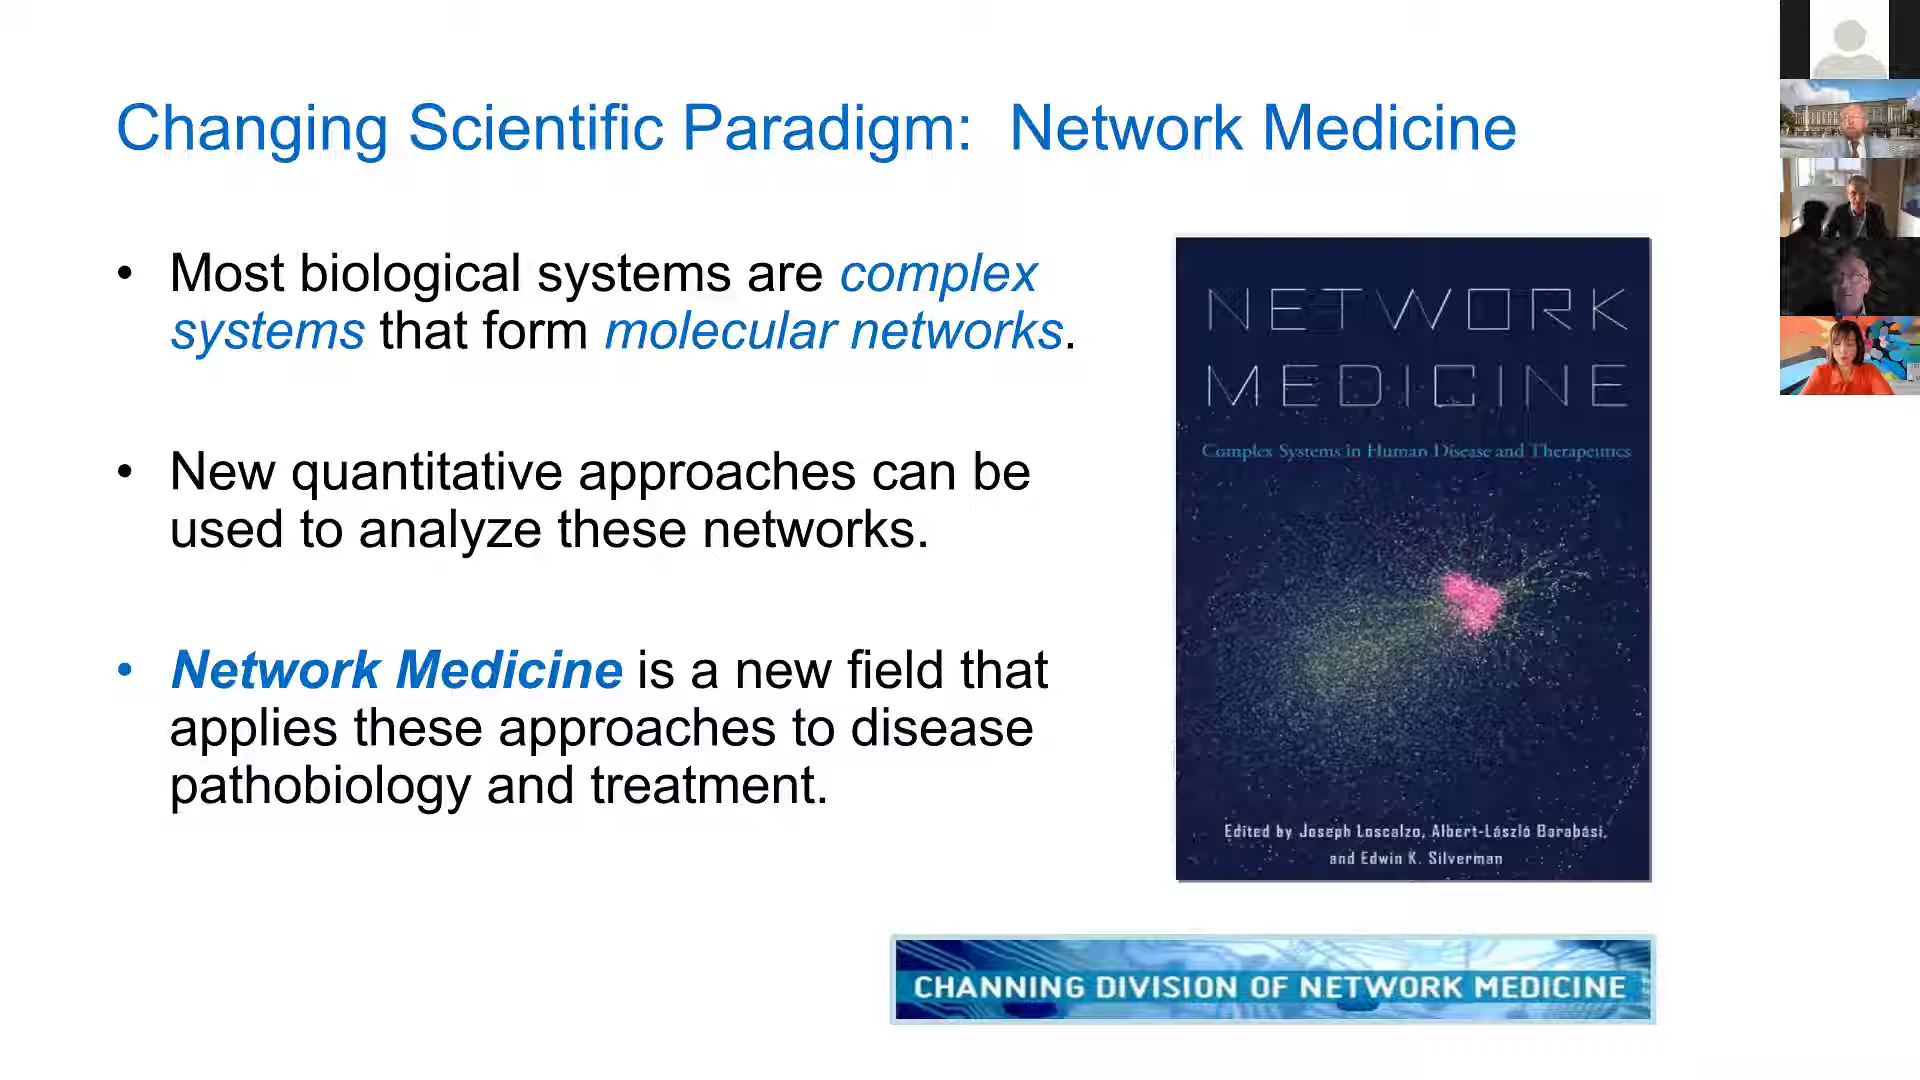 Changing Scientific Paradigm: Network Medicine
• Most biological systems are complex
systems that form molecular networks.
• New quantitative approaches can be
used to analyze these networks.
• Network Medicine is a new field that
applies these approaches to disease
pathobiology and treatment.
NETWORK
MEDICINE
Complex Systems in Human Disease and Therapeutics
Edited by Joseph Loscalzo, Albert-László Barabási,
and Edwin K. Silverman
CHANNING DIVISION OF NETWORK MEDICINE